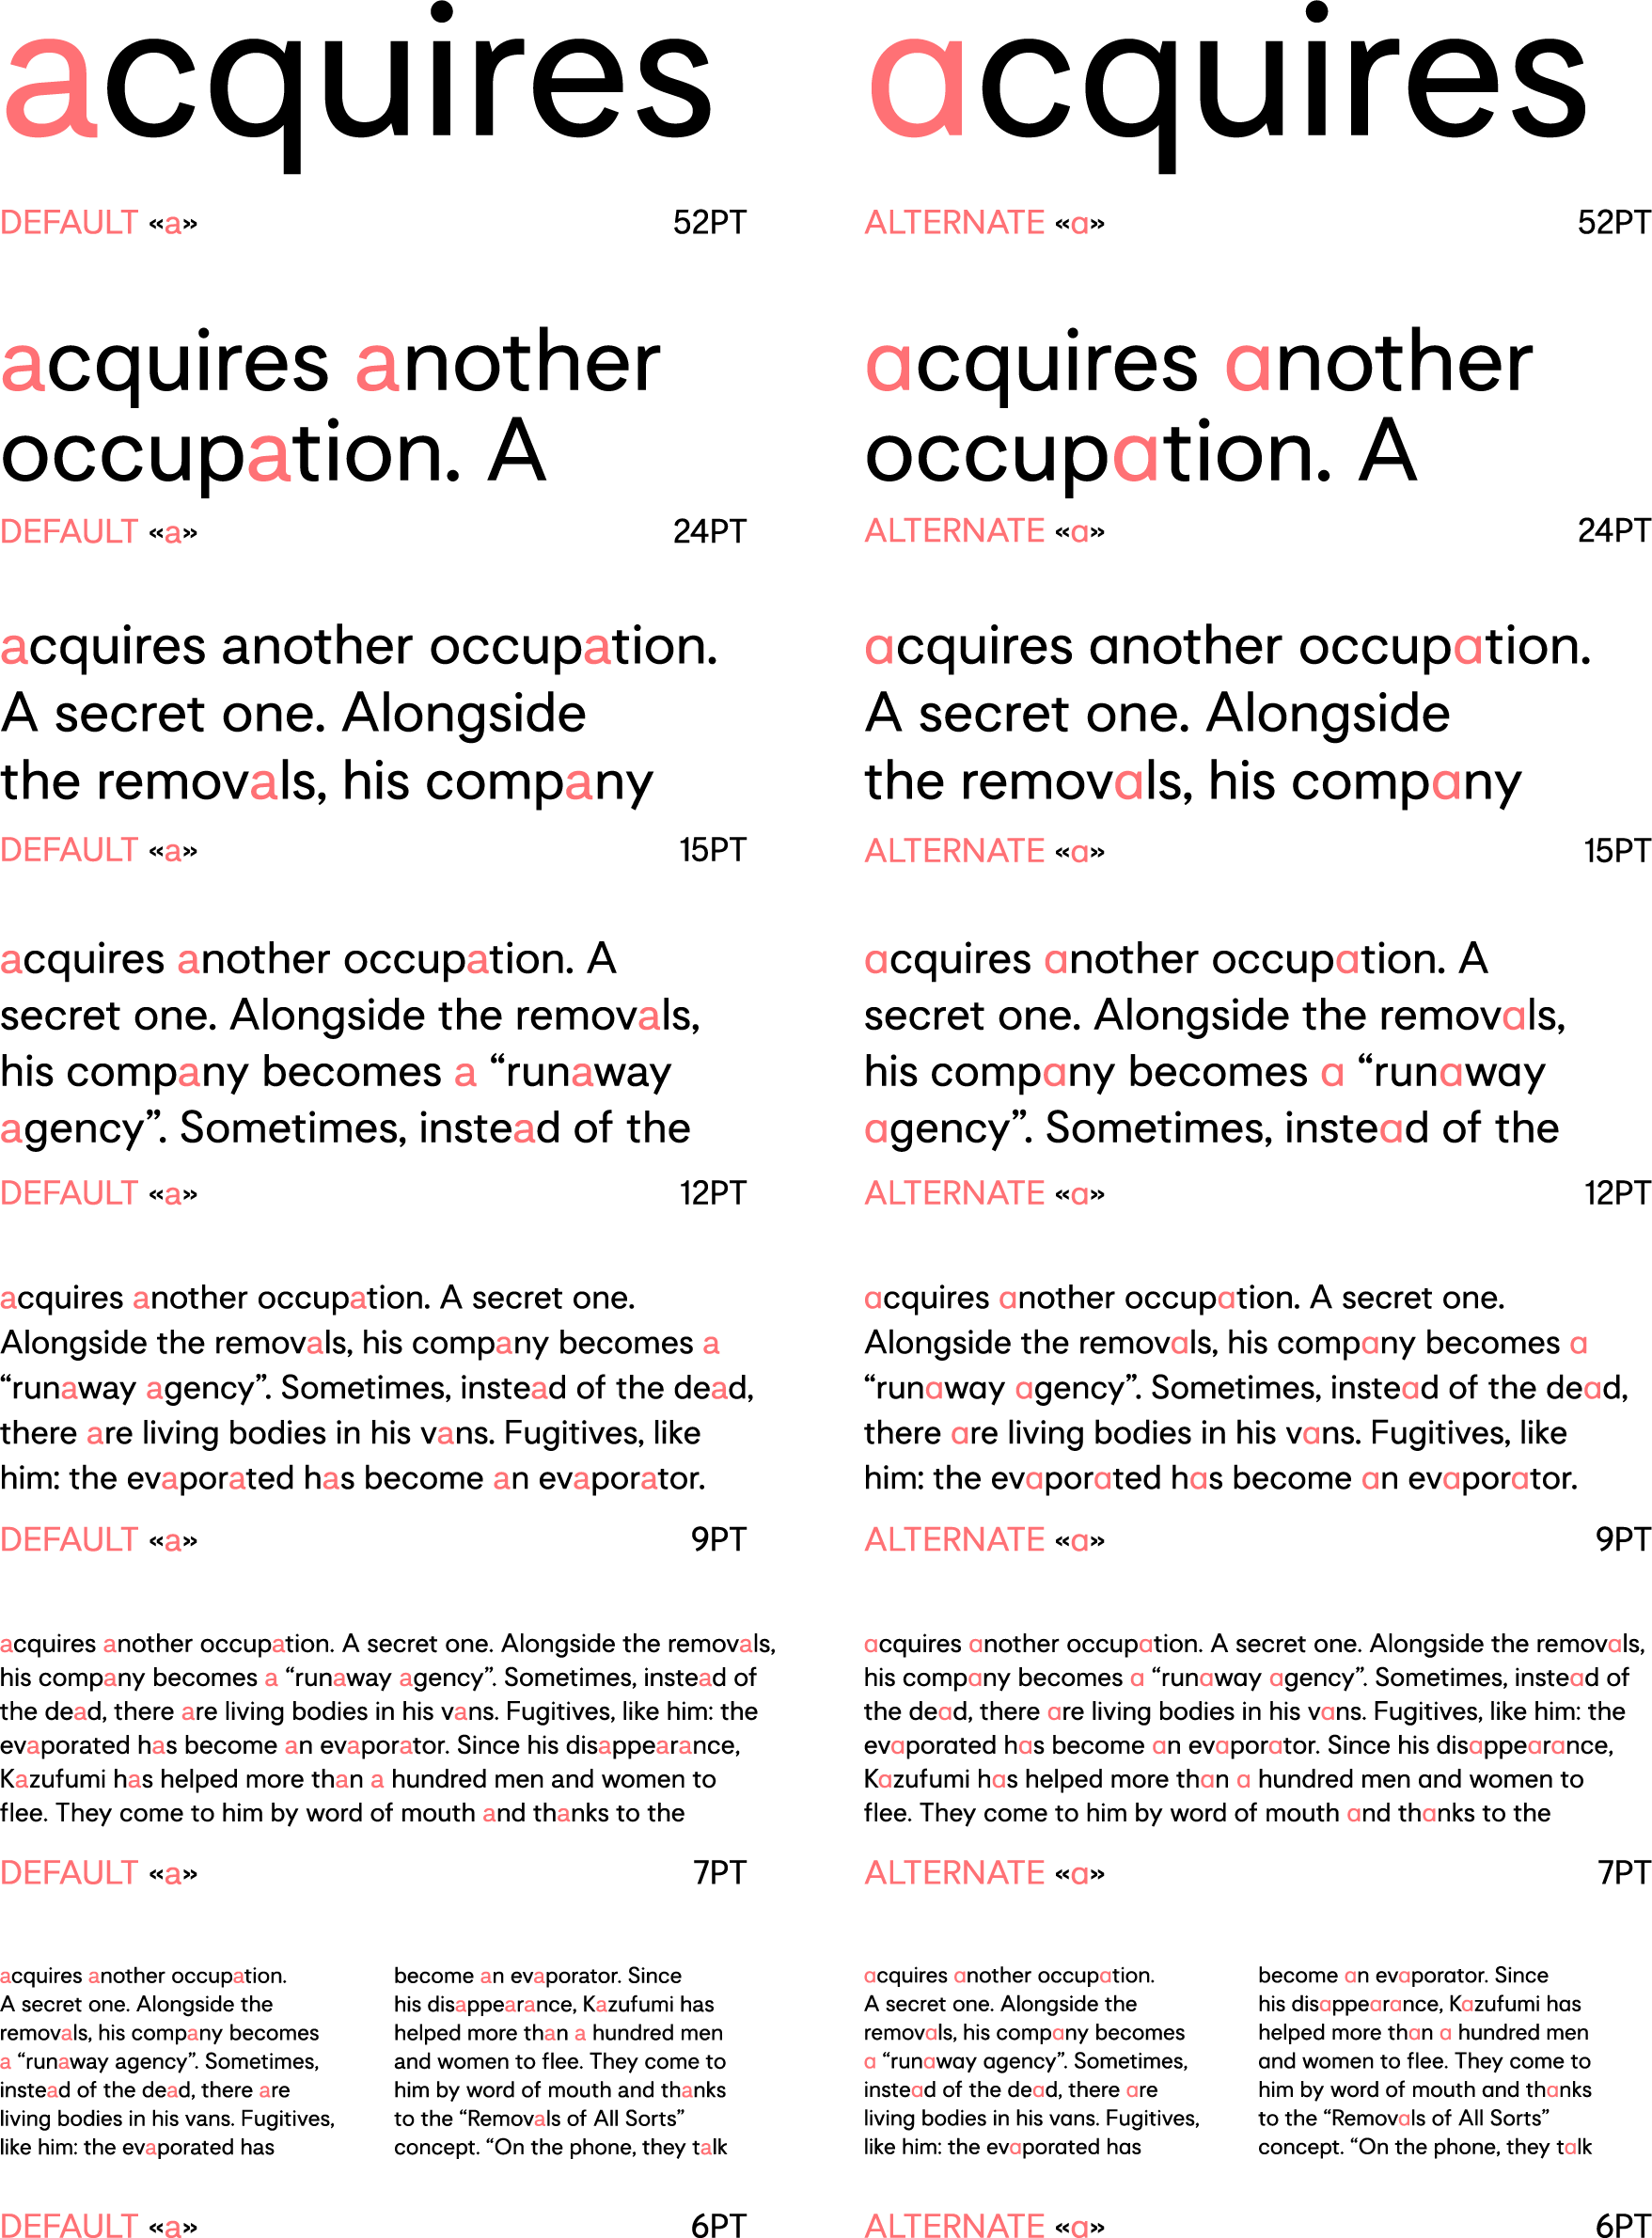 acquires
DEFAULT «a» 52PT
acquires another
occupation. A
DEFAULT «a» 24PT
acquires another occupation.
A secret one. Alongside
the removals, his company
DEFAULT «a» 15PT
acquires another occupation. A
secret one. Alongside the removals,
his company becomes a “runaway
agency”. Sometimes, instead of the
DEFAULT «a» 12PT
acquires another occupation. A secret one.
Alongside the removals, his company becomes a
“runaway agency”. Sometimes, instead of the dead,
there are living bodies in his vans. Fugitives, like
him: the evaporated has become an evaporator.
DEFAULT «a» 9PT
acquires another occupation. A secret one. Alongside the removals,
his company becomes a “runaway agency”. Sometimes, instead of
the dead, there are living bodies in his vans. Fugitives, like him: the
evaporated has become an evaporator. Since his disappearance,
Kazufumi has helped more than a hundred men and women to
flee. They come to him by word of mouth and thanks to the
DEFAULT «a» 7PT
acquires another occupation.
A secret one. Alongside the
removals, his company becomes
a “runaway agency”. Sometimes,
instead of the dead, there are
living bodies in his vans. Fugitives,
like him: the evaporated has
become an evaporator. Since
his disappearance, Kazufumi has
helped more than a hundred men
and women to flee. They come to
him by word of mouth and thanks
to the “Removals of All Sorts”
concept. “On the phone, they talk
DEFAULT «a» 6PT
acquires
ALTERNATE «a» 52PT
acquires another
occupation. A
ALTERNATE «a» 24PT
acquires another occupation.
A secret one. Alongside
the removals, his company
ALTERNATE «a» 15PT
acquires another occupation. A
secret one. Alongside the removals,
his company becomes a “runaway
agency”. Sometimes, instead of the
ALTERNATE «a» 12PT
acquires another occupation. A secret one.
Alongside the removals, his company becomes a
“runaway agency”. Sometimes, instead of the dead,
there are living bodies in his vans. Fugitives, like
him: the evaporated has become an evaporator.
ALTERNATE «a» 9PT
acquires another occupation. A secret one. Alongside the removals,
his company becomes a “runaway agency”. Sometimes, instead of
the dead, there are living bodies in his vans. Fugitives, like him: the
evaporated has become an evaporator. Since his disappearance,
Kazufumi has helped more than a hundred men and women to
flee. They come to him by word of mouth and thanks to the
ALTERNATE «a» 7PT
acquires another occupation.
A secret one. Alongside the
removals, his company becomes
a “runaway agency”. Sometimes,
instead of the dead, there are
living bodies in his vans. Fugitives,
like him: the evaporated has
become an evaporator. Since
his disappearance, Kazufumi has
helped more than a hundred men
and women to flee. They come to
him by word of mouth and thanks
to the “Removals of All Sorts”
concept. “On the phone, they talk
ALTERNATE «a» 6PT